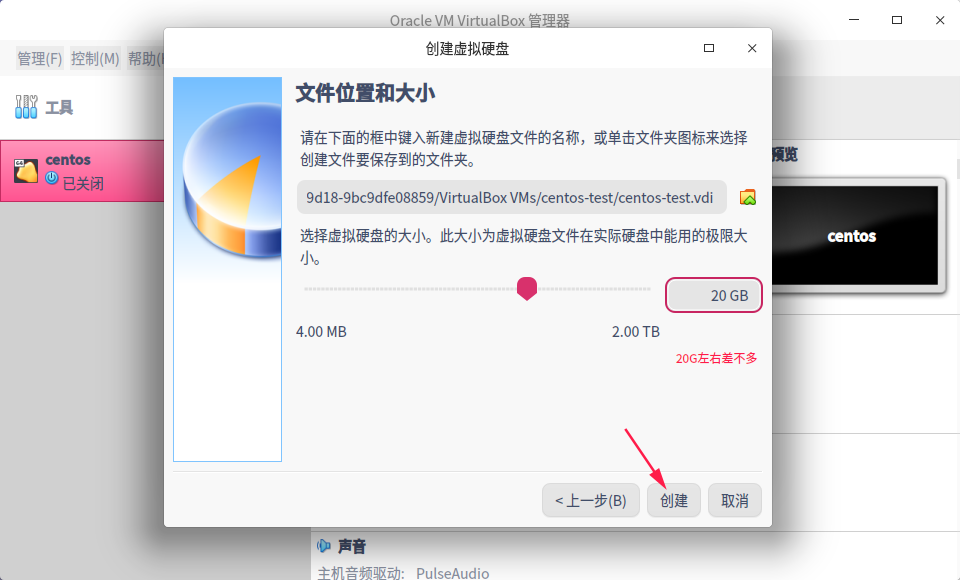 Oracle VM VirtualBox 管理器
创建虚拟硬盘
管理(F) 控制(M) 帮助(
工具
文件位置和大小
请在下面的框中键入新建虚拟硬盘文件的名称，或单击文件夹图标来选择
创建文件要保存到的文件夹。
centos
已关闭
预览
9d18-9bc9dfe08859/VirtualBox VMs/centos-test/centos-test.vdi
centos
选择虚拟硬盘的大小。此大小为虚拟硬盘文件在实际硬盘中能用的极限大
小。
20 GB
4.00 MB 2.00 TB
20G左右差不多
< 上一步(B) 创建 取消
声音
主机音频驱动: PulseAudio